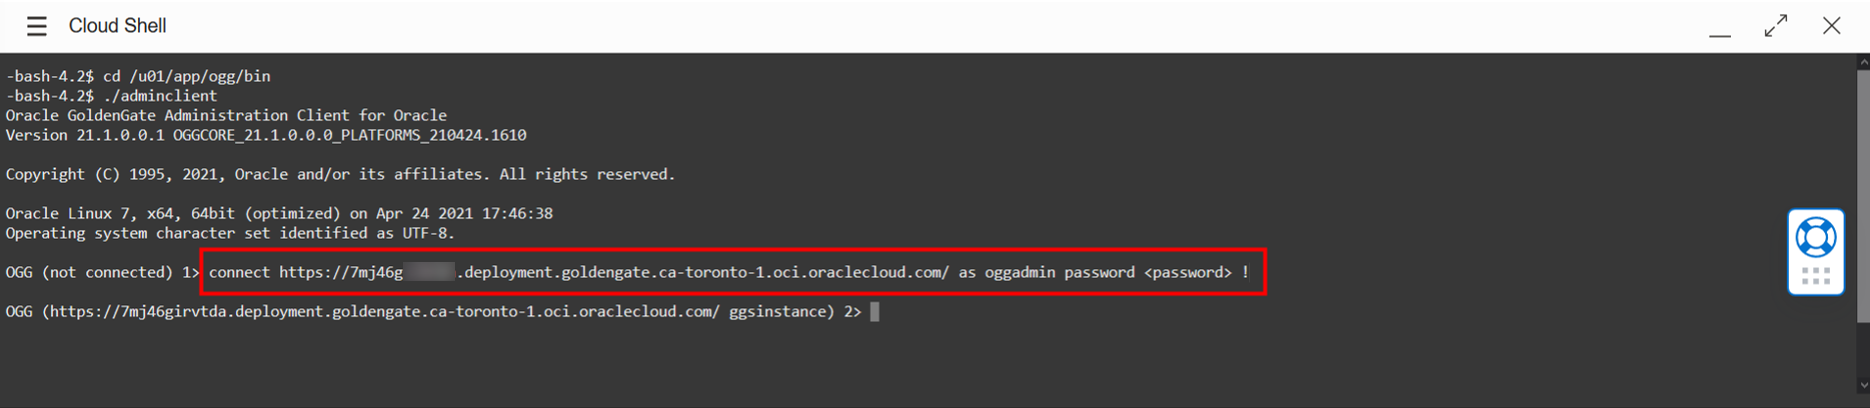 Cloud Shell
-bash-4.2$ cd /u01/app/ogg/bin
-bash-4.2$ ./adminclient
Oracle GoldenGate Administration Client for Oracle
Version 21.1.0.0.1 OGGCORE_21.1.0.0.0_PLATFORMS_210424.1610
Copyright (C) 1995, 2021, Oracle and/or its affiliates. All rights reserved.
Oracle Linux 7, x64, 64bit (optimized) on Apr 24 2021 17:46:38
Operating system character set identified as UTF-8.
OGG (not connected) 1> connect https://7mj46g .deployment.goldengate.ca-toronto-1.oci.oraclecloud.com/ as oggadmin password <password> !
OGG (https://7mj46girvtda.deployment.goldengate.ca-toronto-1.oci.oraclecloud.com/ ggsinstance) 2>